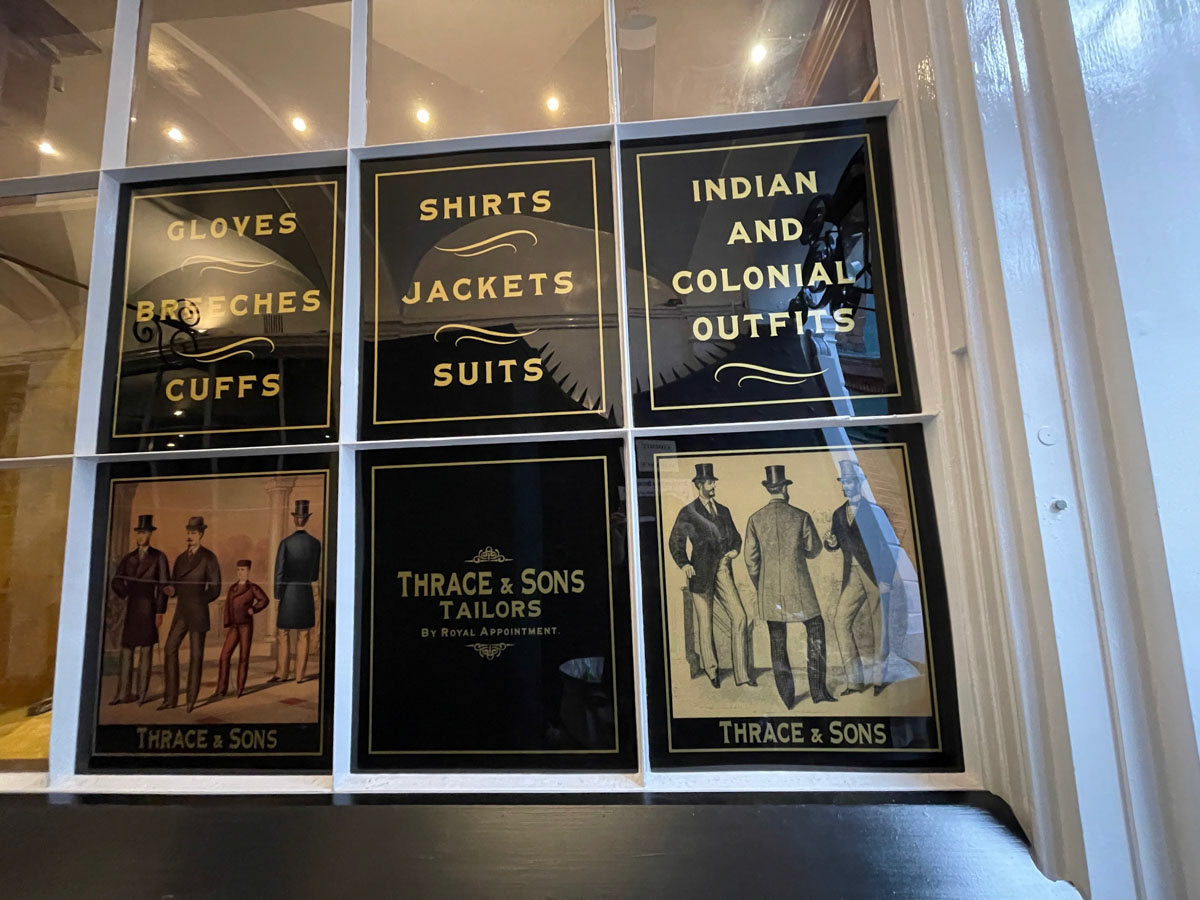 GLOVES
BREECHES
CUFFS
SHIRTS
JACKETS
SUITS
INDIAN
AND
COLONIAL
OUTFITS
THRACE & SONS
THRACE & SONS
TAILORS
BY ROYAL APPOINTMENT.
THRACE & SONS